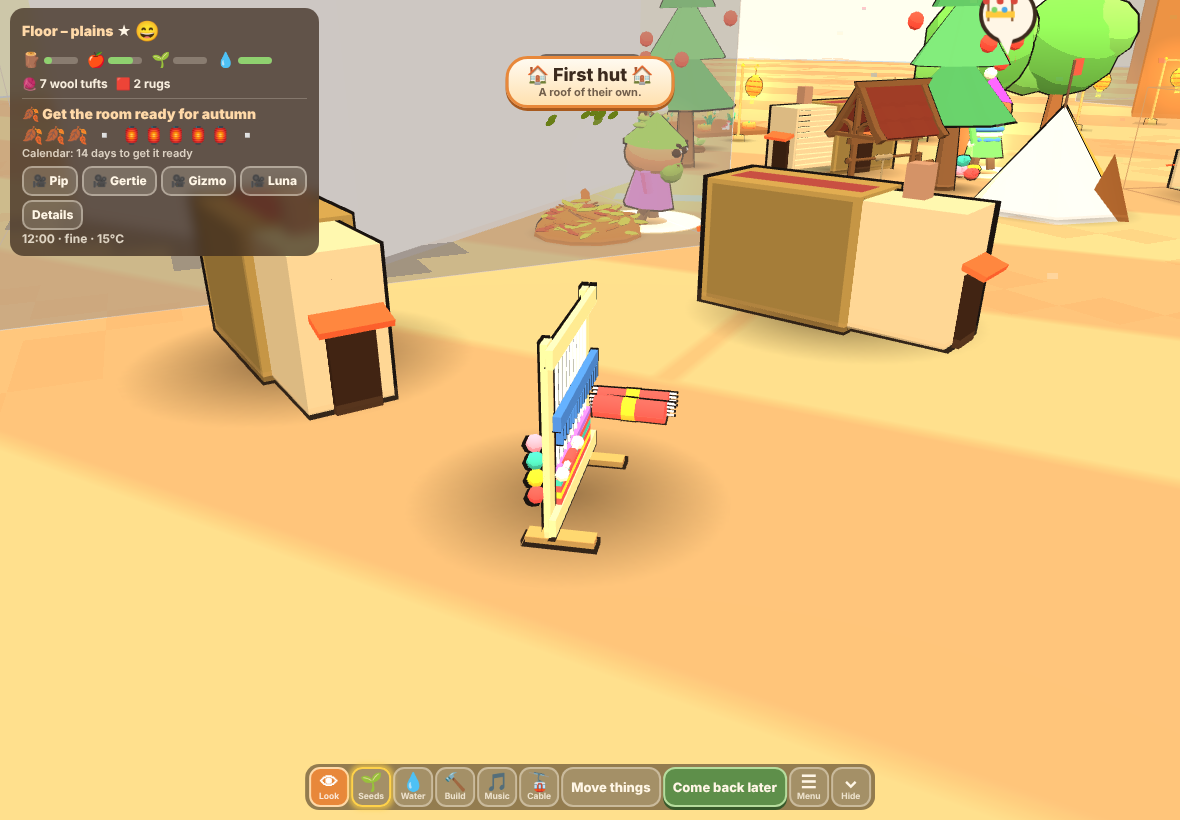 Floor – plains ★
7 wool tufts 2 rugs
Get the room ready for autumn
Calendar: 14 days to get it ready
Pip Gertie Gizmo Luna
Details
12:00 · fine · 15°C
First hut
A roof of their own.
Look Seeds Water Build Music Cable Move things Come back later Menu Hide